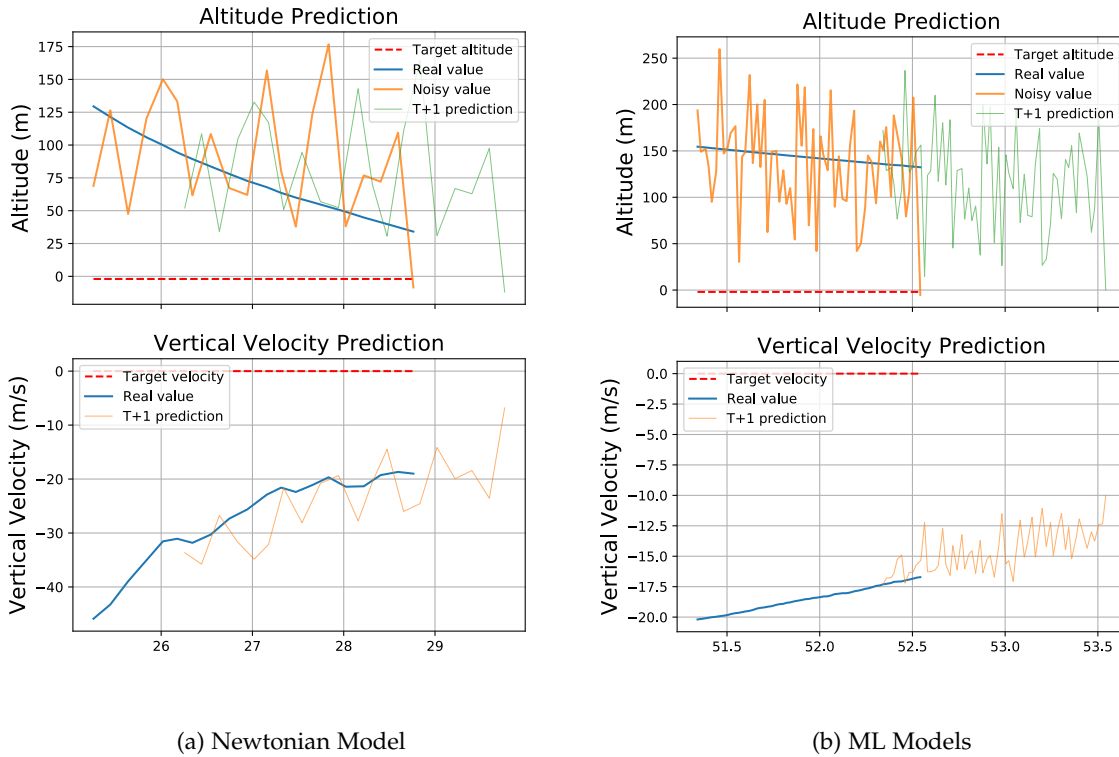 Altitude Prediction
Altitude (m)
175
150
125
100
75
50
25
0
Target altitude
Real value
Noisy value
T+1 prediction
Vertical Velocity Prediction
Vertical Velocity (m/s)
0
−10
−20
−30
−40
Target velocity
Real value
T+1 prediction
26
27
28
29
(a) Newtonian Model
Altitude Prediction
Altitude (m)
250
200
150
100
50
0
Target altitude
Real value
Noisy value
T+1 prediction
Vertical Velocity Prediction
Vertical Velocity (m/s)
0.0
−2.5
−5.0
−7.5
−10.0
−12.5
−15.0
−17.5
−20.0
Target velocity
Real value
T+1 prediction
51.5
52.0
52.5
53.0
53.5
(b) ML Models